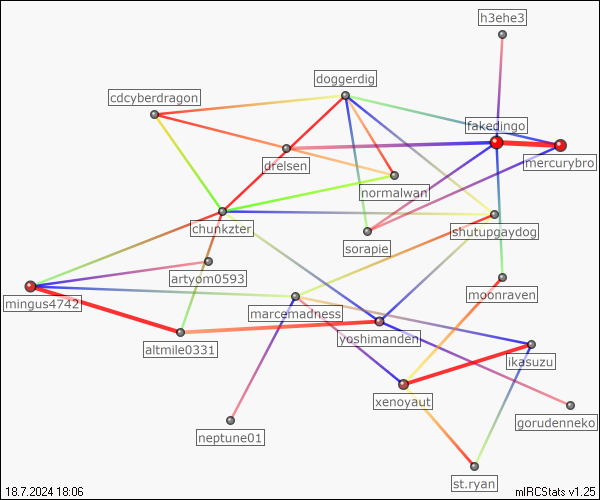 h3ehe3
doggerdig
cdcyberdragon
fakedingo
mercurybro
drelsen
normalwan
chunkzter
shutupgaydog
sorapie
artyom0593
moonraven
mingus4742
marcemadness
yoshimanden
altmile0331
ikasuzu
xenoyaut
gorudenneko
neptune01
st.ryan
18.7.2024 18:06
mIRCStats v1.25